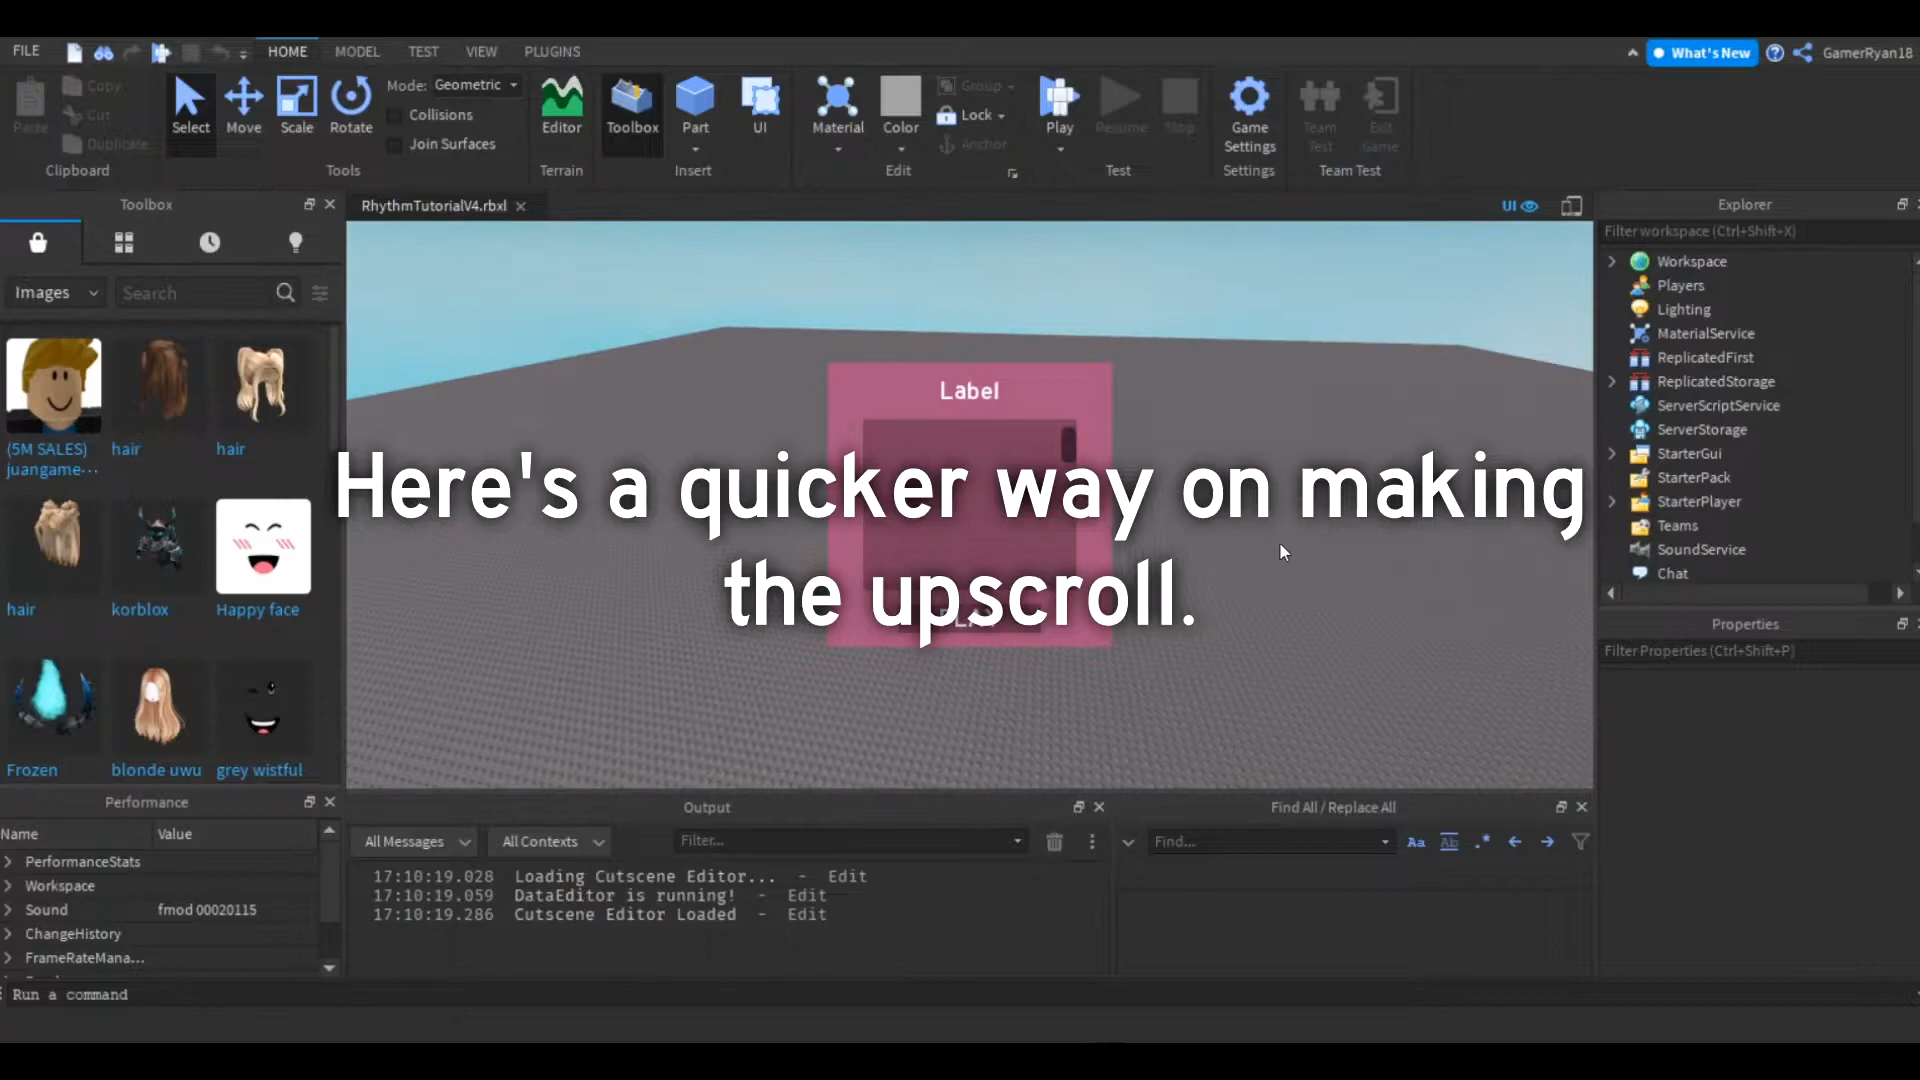 FILE
HOME
MODEL
TEST
VIEW
PLUGINS
What's New
GamerRyan18
Paste
Copy
Cut
Duplicate
Clipboard
Select
Move
Scale
Rotate
Mode: Geometric
Collisions
Join Surfaces
Tools
Editor
Terrain
Toolbox
Part
UI
Insert
Material
Color
Group
Lock
Anchor
Edit
Play
Resume
Stop
Test
Game
Settings
Settings
Team
Test
Exit
Game
Team Test
Toolbox
RhythmTutorialV4.rbxl
UI
Explorer
Filter workspace (Ctrl+Shift+X)
Images
Search
(5M SALES)
juangame...
hair
hair
hair
korblox
Happy face
Frozen
blonde uwu
grey wistful
Label
Here's a quicker way on making
the upscroll.
Workspace
Players
Lighting
MaterialService
ReplicatedFirst
ReplicatedStorage
ServerScriptService
ServerStorage
StarterGui
StarterPack
StarterPlayer
Teams
SoundService
Chat
Properties
Filter Properties (Ctrl+Shift+P)
Performance
Name
Value
PerformanceStats
Workspace
Sound
fmod 00020115
ChangeHistory
FrameRateMana...
Output
All Messages
All Contexts
Filter...
17:10:19.028 Loading Cutscene Editor... - Edit
17:10:19.059 DataEditor is running! - Edit
17:10:19.286 Cutscene Editor Loaded - Edit
Find All / Replace All
Find...
Aa
Ab
.*
Run a command